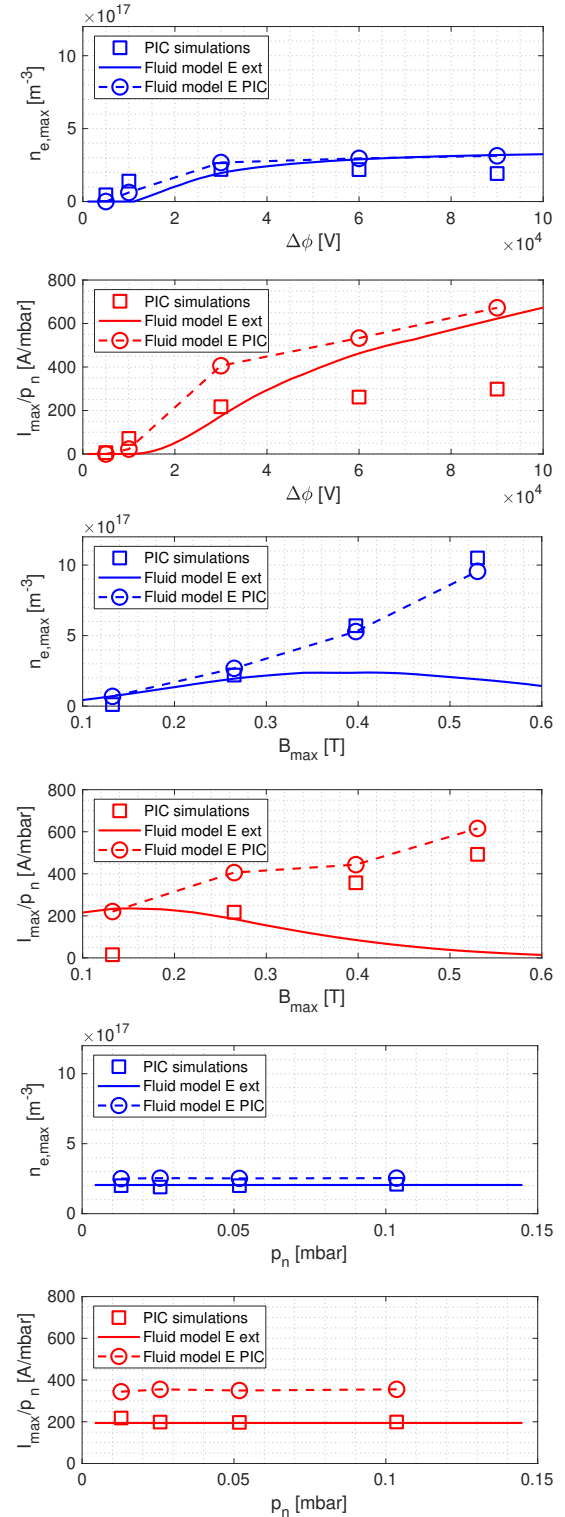 ×10^17
10
5
0
n_e,max [m^-3]
PIC simulations
Fluid model E ext
Fluid model E PIC
0 2 4 6 8 10
Δϕ [V]
×10^4
800
600
400
200
0
I_max/p_n [A/mbar]
PIC simulations
Fluid model E ext
Fluid model E PIC
0 2 4 6 8 10
Δϕ [V]
×10^4
×10^17
10
5
0
n_e,max [m^-3]
PIC simulations
Fluid model E ext
Fluid model E PIC
0.1 0.2 0.3 0.4 0.5 0.6
B_max [T]
800
600
400
200
0
I_max/p_n [A/mbar]
PIC simulations
Fluid model E ext
Fluid model E PIC
0.1 0.2 0.3 0.4 0.5 0.6
B_max [T]
×10^17
10
5
0
n_e,max [m^-3]
PIC simulations
Fluid model E ext
Fluid model E PIC
0 0.05 0.1 0.15
p_n [mbar]
800
600
400
200
0
I_max/p_n [A/mbar]
PIC simulations
Fluid model E ext
Fluid model E PIC
0 0.05 0.1 0.15
p_n [mbar]